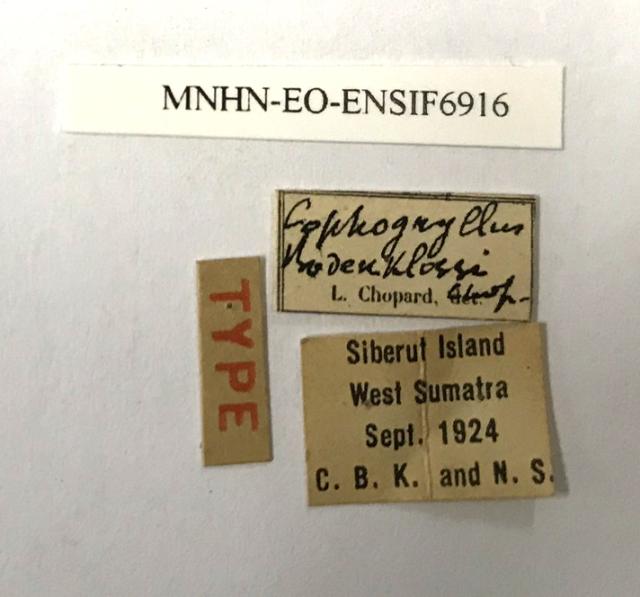 MNHN-EO-ENSIF6916
Cophogryllus
bodenklossi
L. Chopard,
TYPE
Siberut Island
West Sumatra
Sept. 1924
C. B. K. and N. S.